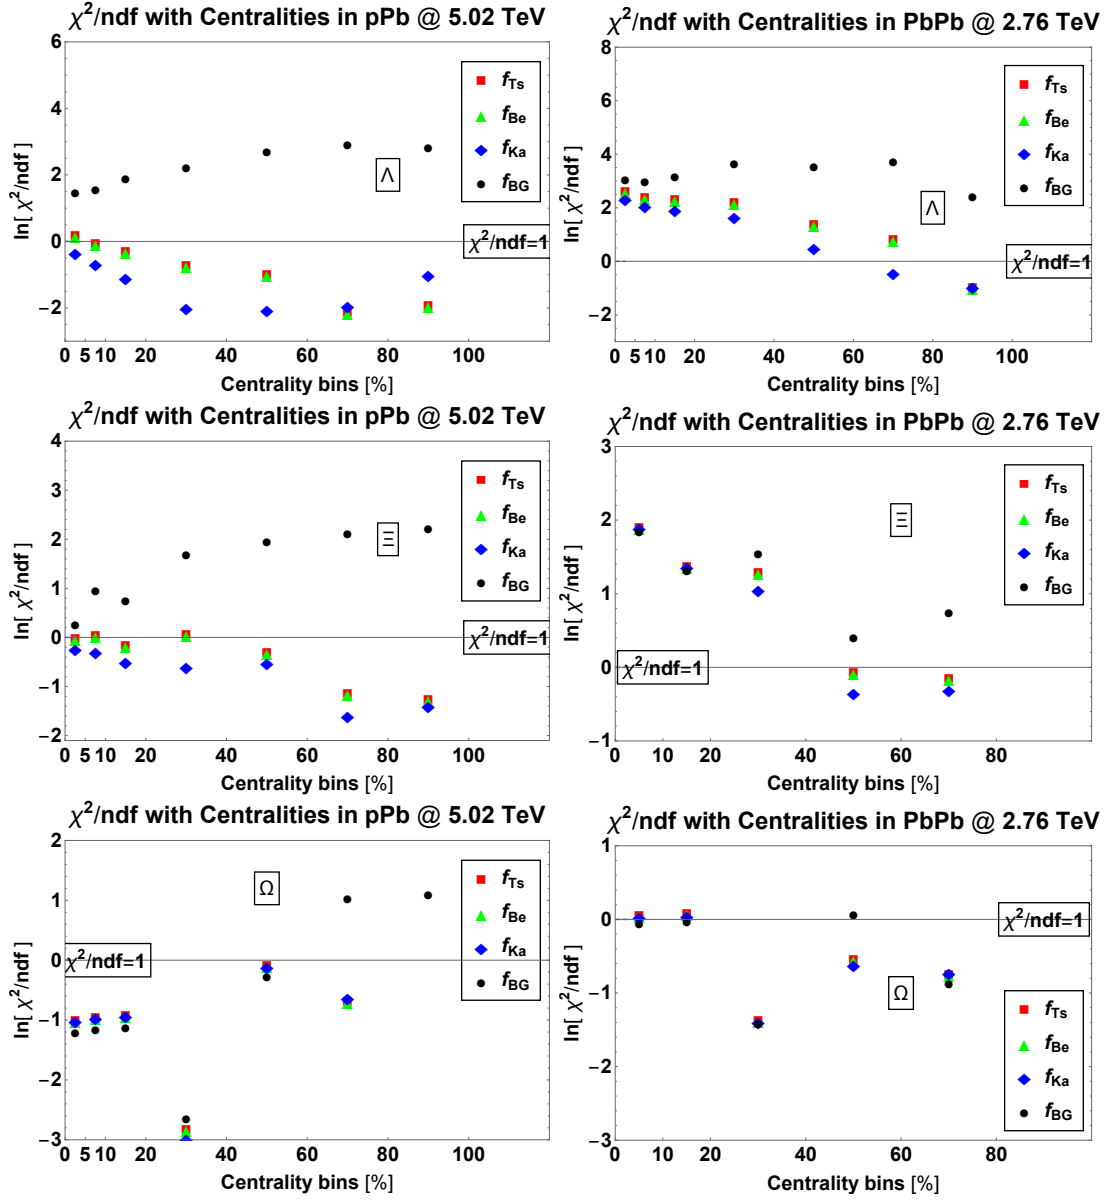 χ²/ndf with Centralities in pPb @ 5.02 TeV
6
4
2
0
−2
ln[ χ²/ndf ]
f_Ts
f_Be
f_Ka
f_BG
Λ
χ²/ndf=1
0 5 10 20 40 60 80 100
Centrality bins [%]
χ²/ndf with Centralities in PbPb @ 2.76 TeV
8
6
4
2
0
−2
ln[ χ²/ndf ]
f_Ts
f_Be
f_Ka
f_BG
Λ
χ²/ndf=1
0 5 10 20 40 60 80 100
Centrality bins [%]
χ²/ndf with Centralities in pPb @ 5.02 TeV
4
3
2
1
0
−1
−2
ln[ χ²/ndf ]
f_Ts
f_Be
f_Ka
f_BG
Ξ
χ²/ndf=1
0 5 10 20 40 60 80 100
Centrality bins [%]
χ²/ndf with Centralities in PbPb @ 2.76 TeV
3
2
1
0
−1
ln[ χ²/ndf ]
f_Ts
f_Be
f_Ka
f_BG
Ξ
χ²/ndf=1
0 10 20 40 60 80
Centrality bins [%]
χ²/ndf with Centralities in pPb @ 5.02 TeV
2
1
0
−1
−2
−3
ln[ χ²/ndf ]
f_Ts
f_Be
f_Ka
f_BG
Ω
χ²/ndf=1
0 5 10 20 40 60 80 100
Centrality bins [%]
χ²/ndf with Centralities in PbPb @ 2.76 TeV
1
0
−1
−2
−3
ln[ χ²/ndf ]
χ²/ndf=1
Ω
f_Ts
f_Be
f_Ka
f_BG
0 10 20 40 60 80
Centrality bins [%]